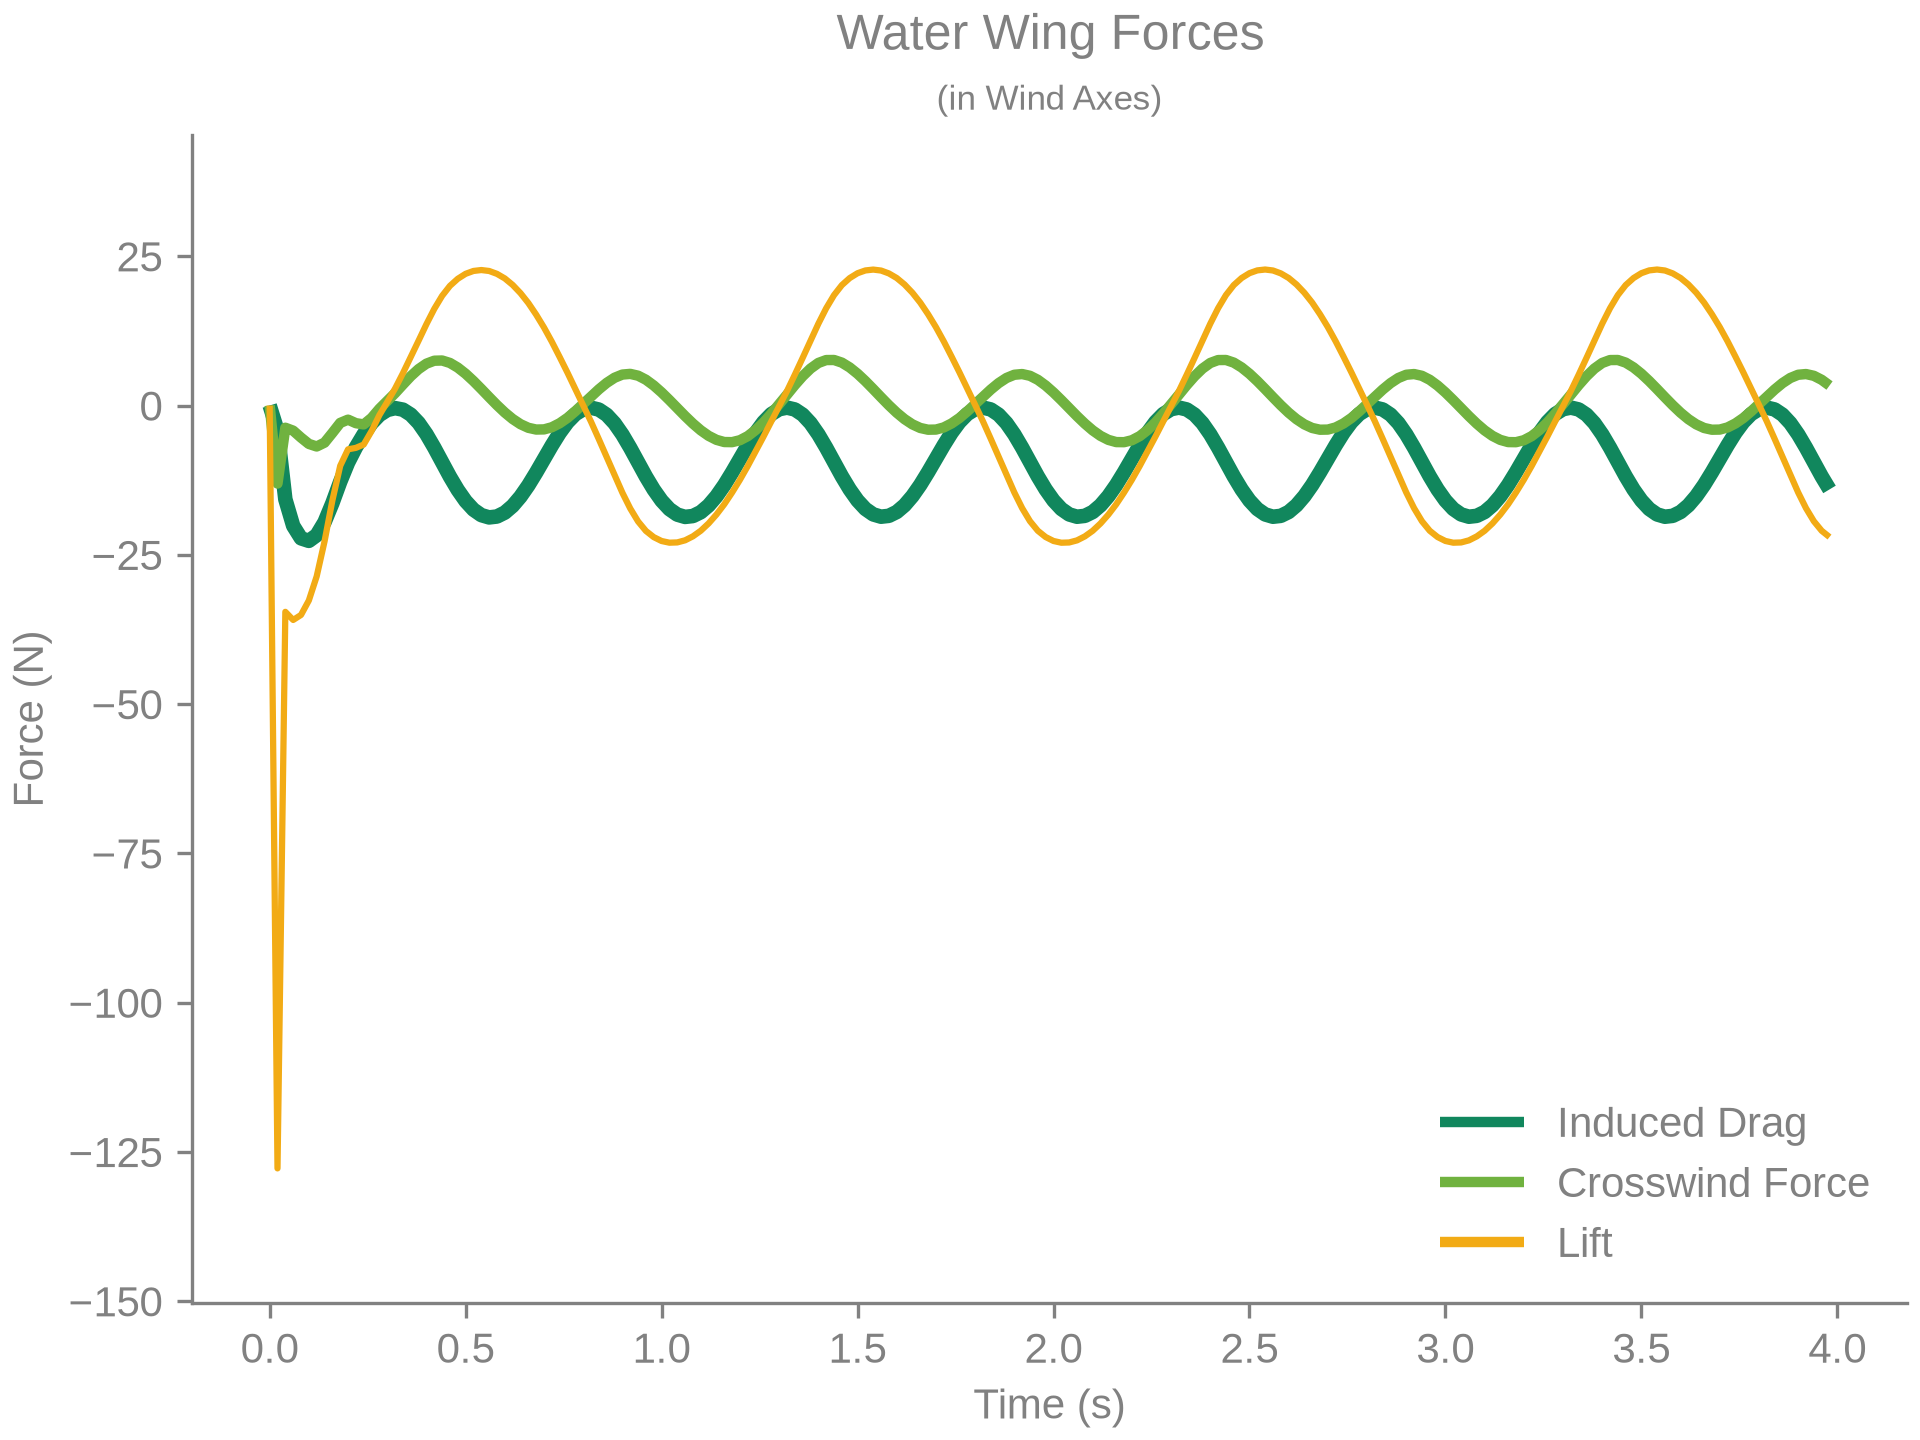 Water Wing Forces
(in Wind Axes)
Force (N)
25
0
−25
−50
−75
−100
−125
−150
Induced Drag
Crosswind Force
Lift
0.0 0.5 1.0 1.5 2.0 2.5 3.0 3.5 4.0
Time (s)